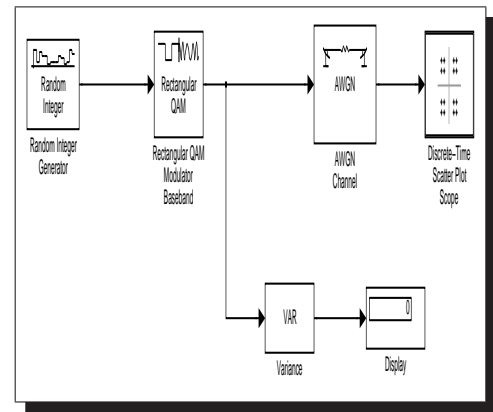 Random
Integer
Random Integer
Generator
Rectangular
QAM
Rectangular QAM
Modulator
Baseband
AWGN
AWGN
Channel
Discrete-Time
Scatter Plot
Scope
VAR
Variance
0
Display